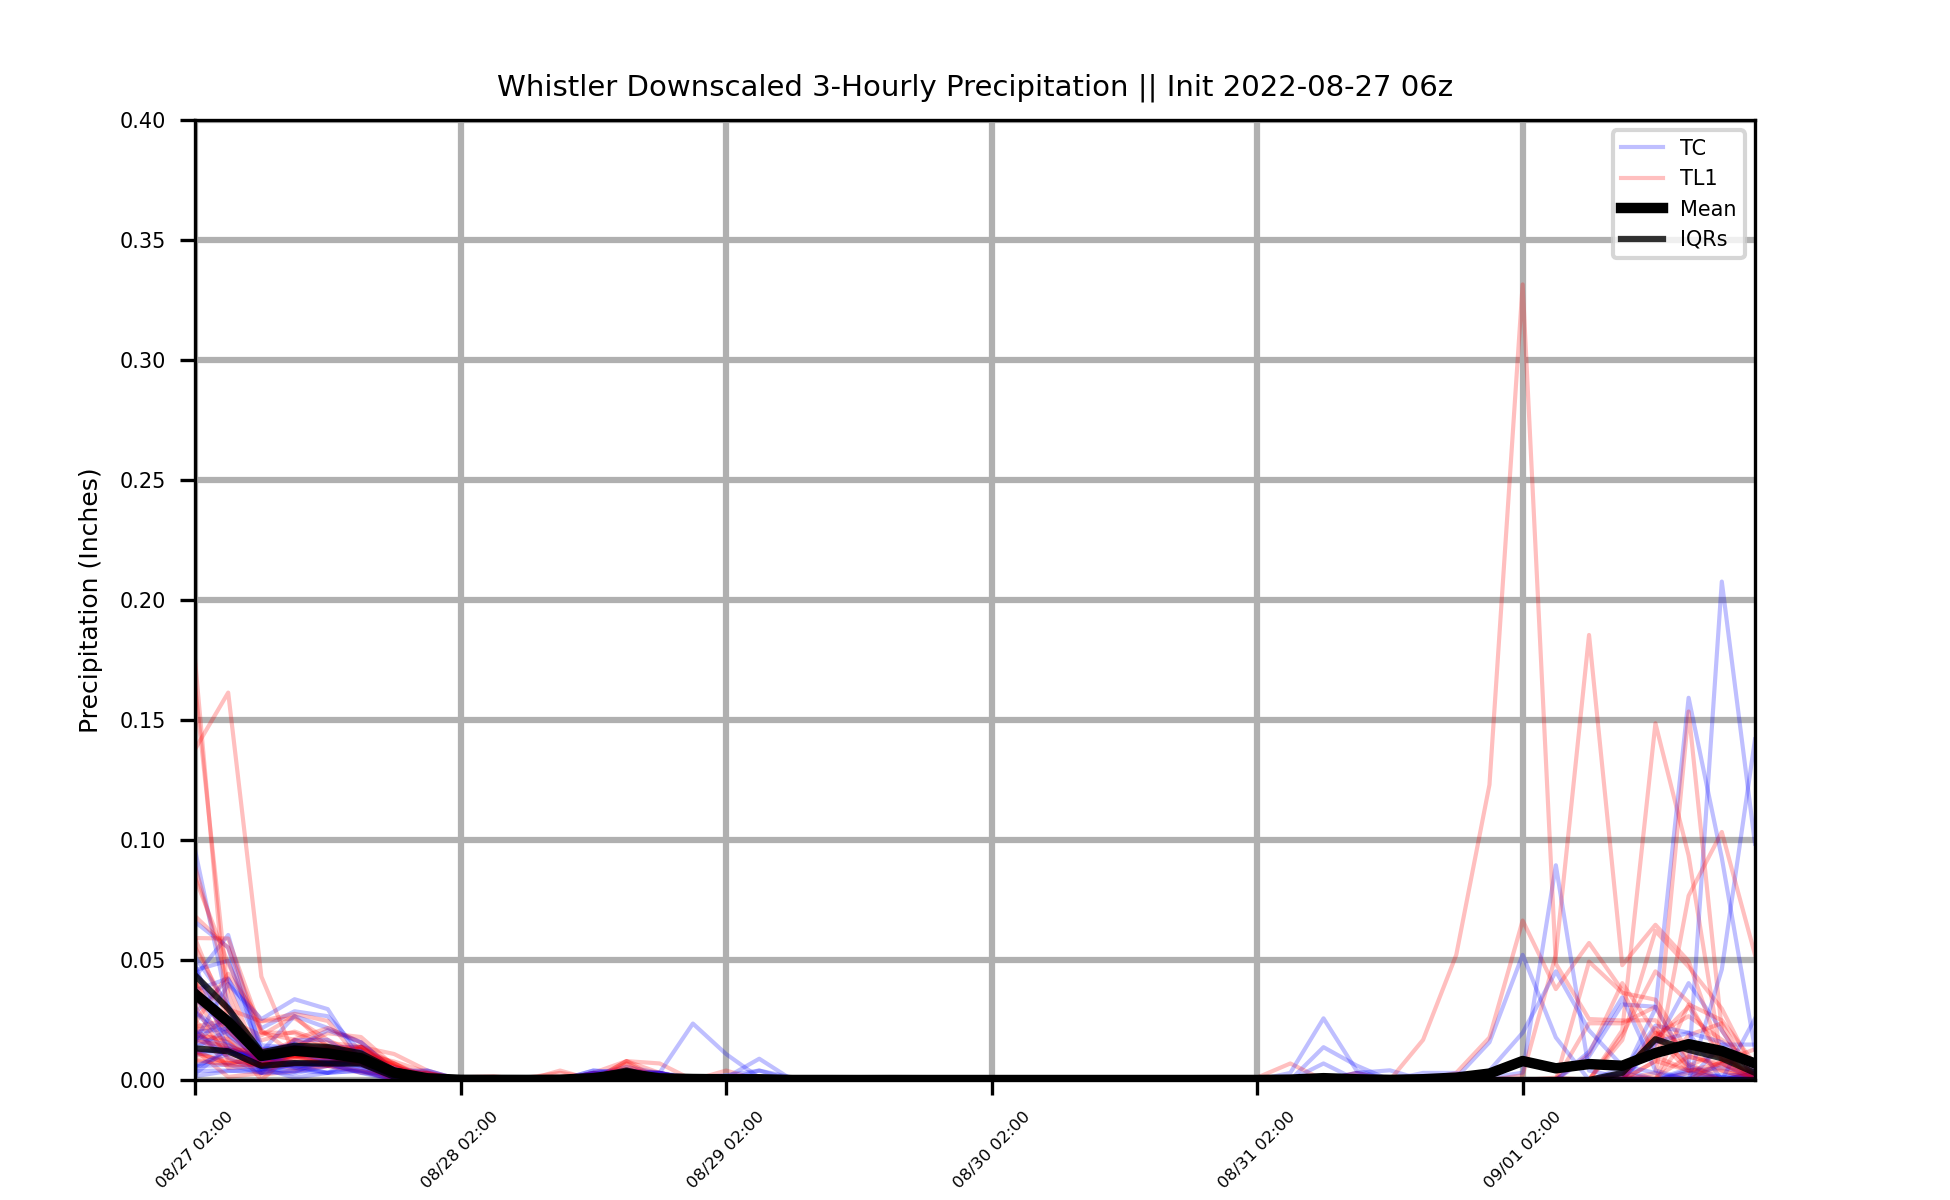 Whistler Downscaled 3-Hourly Precipitation || Init 2022-08-27 06z
0.40
0.35
0.30
0.25
0.20
0.15
0.10
0.05
0.00
Precipitation (Inches)
TC
TL1
Mean
IQRs
08/27 02:00
08/28 02:00
08/29 02:00
08/30 02:00
08/31 02:00
09/01 02:00